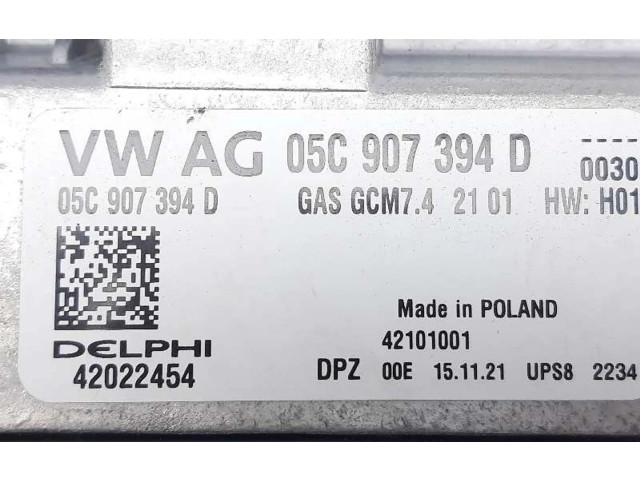 VW AG 05C 907 394 D ----
0030
05C 907 394 D GAS GCM7.4 21 01 HW: H01
Made in POLAND
DELPHI 42101001
42022454 DPZ 00E 15.11.21 UPS8 2234